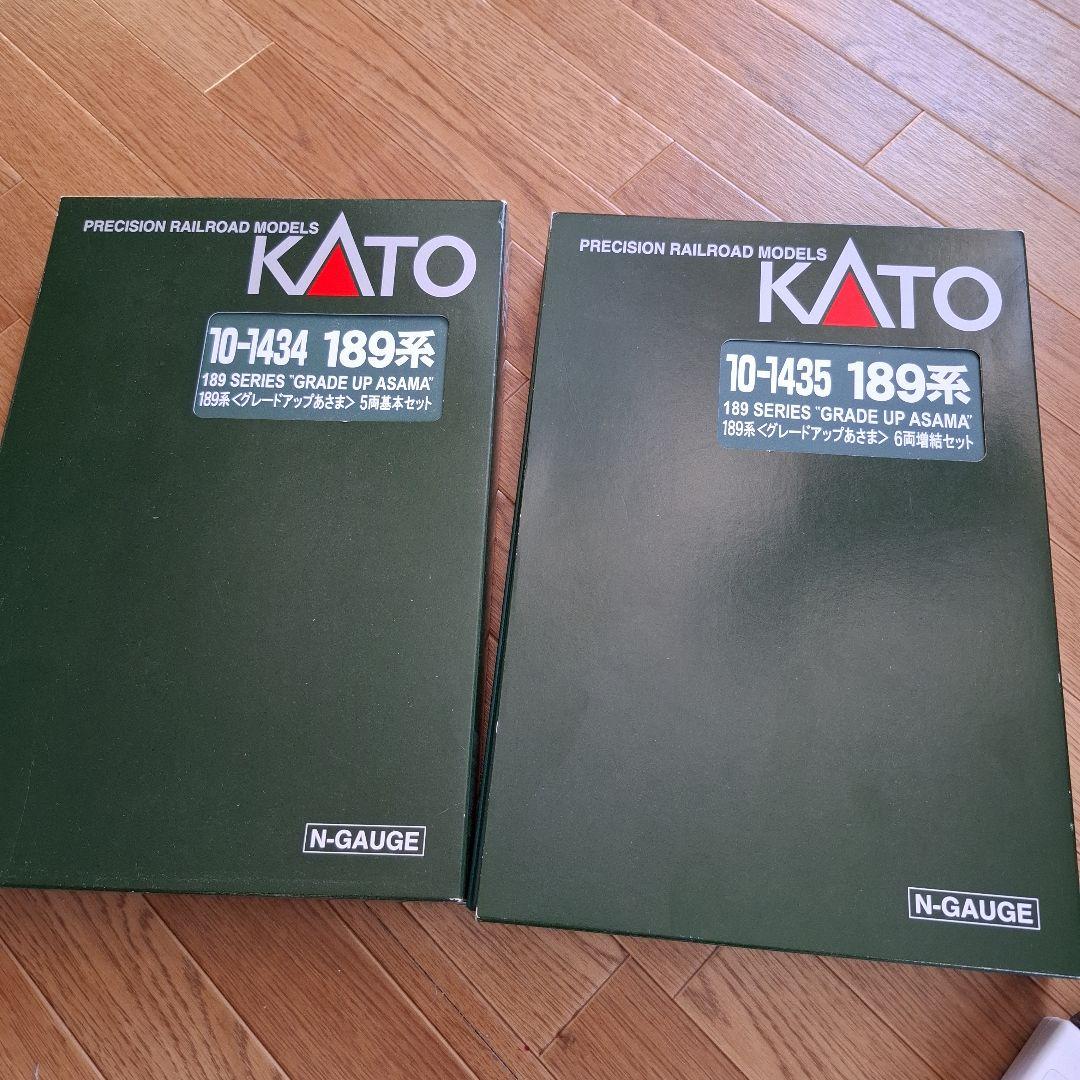 PRECISION RAILROAD MODELS
KATO
10-1434 189系
189 SERIES "GRADE UP ASAMA"
189系<グレードアップあさま> 5両基本セット
N-GAUGE
PRECISION RAILROAD MODELS
KATO
10-1435 189系
189 SERIES "GRADE UP ASAMA"
189系<グレードアップあさま> 6両増結セット
N-GAUGE